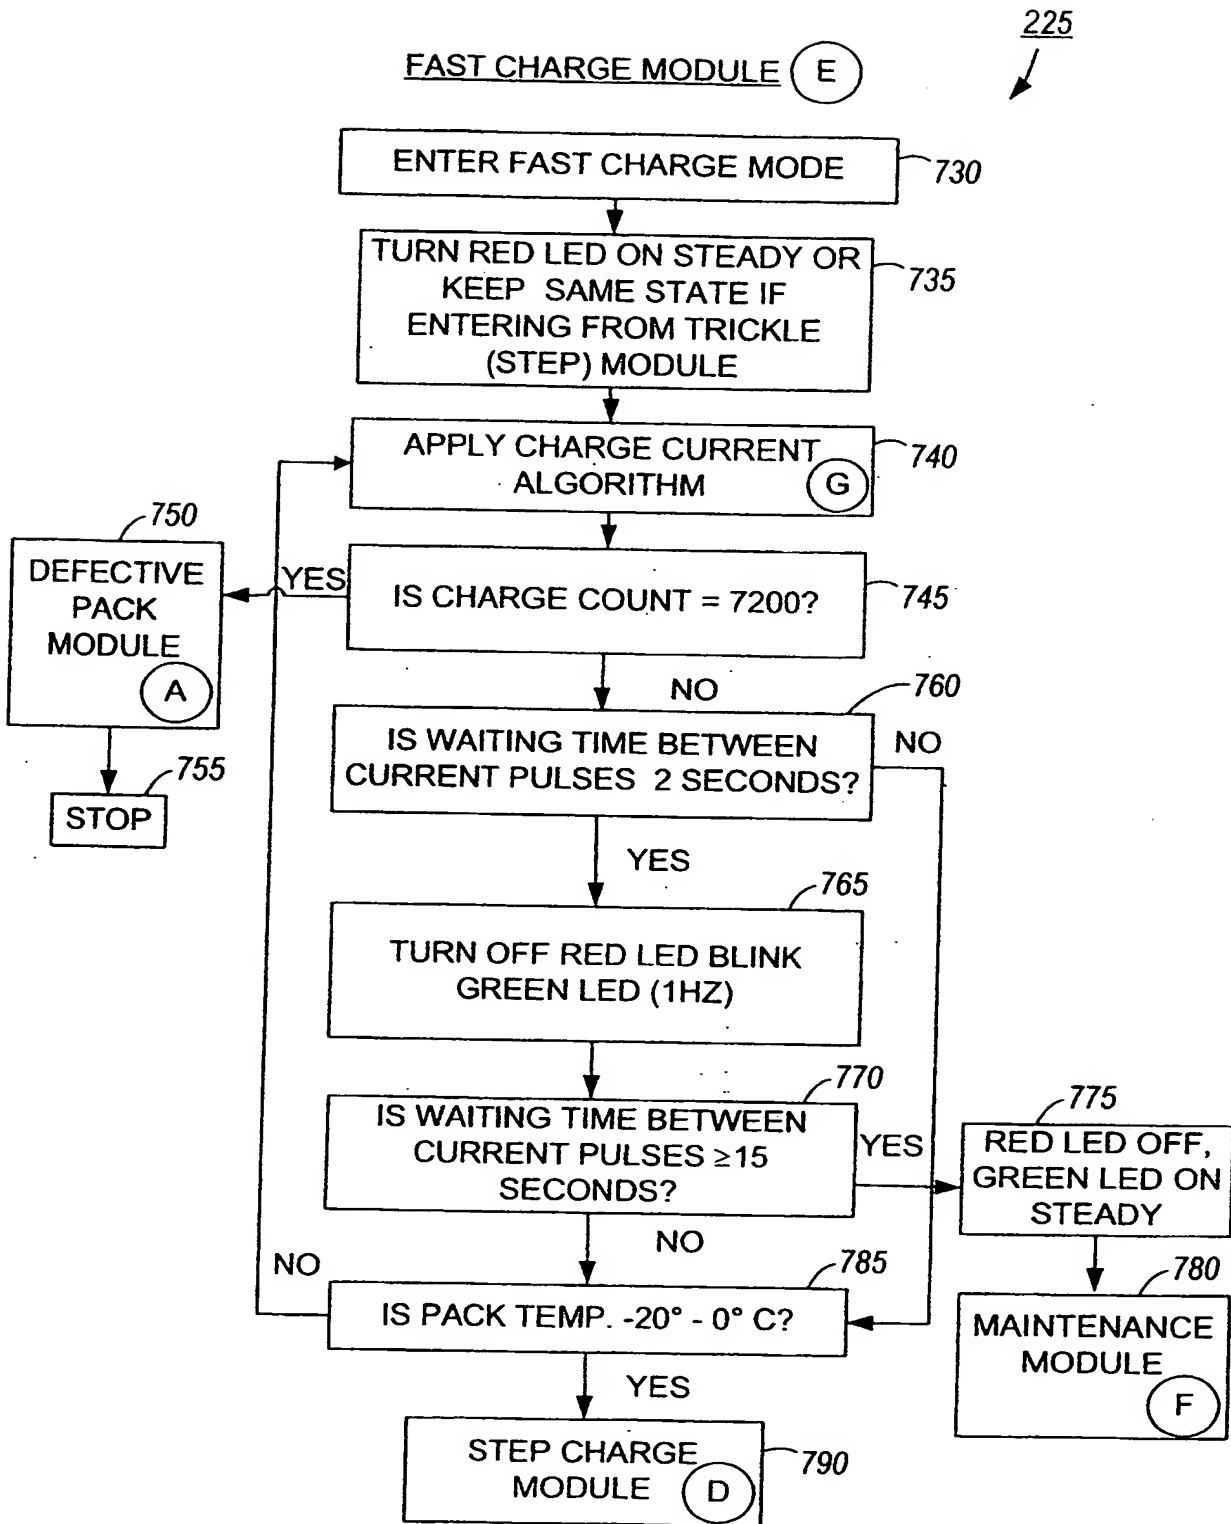 225
FAST CHARGE MODULE E
ENTER FAST CHARGE MODE
730
TURN RED LED ON STEADY OR
KEEP SAME STATE IF
ENTERING FROM TRICKLE
(STEP) MODULE
735
APPLY CHARGE CURRENT
ALGORITHM
G
740
750
DEFECTIVE
PACK
MODULE
A
YES
IS CHARGE COUNT = 7200?
745
755
STOP
NO
760
IS WAITING TIME BETWEEN
CURRENT PULSES 2 SECONDS?
NO
YES
765
TURN OFF RED LED BLINK
GREEN LED (1HZ)
770
IS WAITING TIME BETWEEN
CURRENT PULSES ≥15
SECONDS?
YES
775
RED LED OFF,
GREEN LED ON
STEADY
NO
NO
785
IS PACK TEMP. -20° - 0° C?
780
MAINTENANCE
MODULE
F
YES
STEP CHARGE
MODULE
D
790